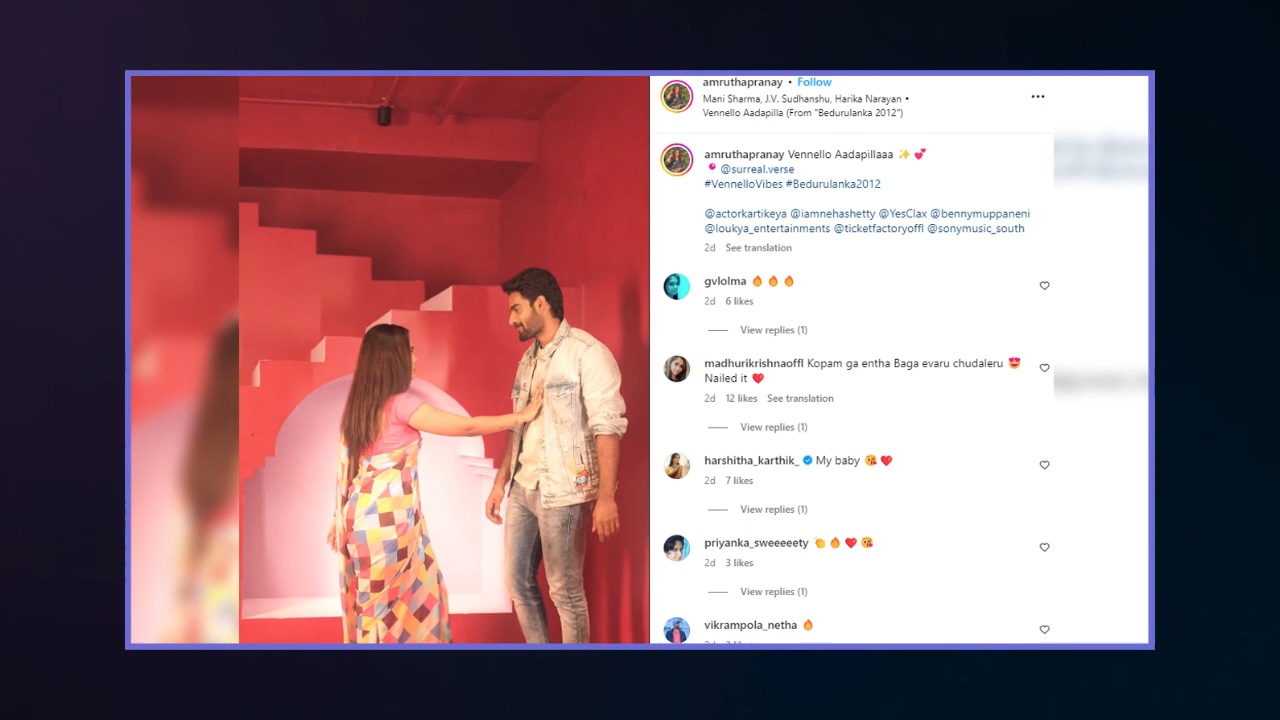 amruthapranay • Follow
Mani Sharma, J.V. Sudhanshu, Harika Narayan •
Vennello Aadapilla (From "Bedurulanka 2012")
amruthapranay Vennello Aadapillaaa ✨ 💕
📍 @surreal.verse
#VennelloVibes #Bedurulanka2012
@actorkartikeya @iamnehashetty @YesClax @bennymuppaneni
@loukya_entertainments @ticketfactoryoffl @sonymusic_south
2d See translation
gvlolma 🔥 🔥 🔥
2d 6 likes
View replies (1)
madhurikrishnaoffl Kopam ga entha Baga evaru chudaleru 😍
Nailed it ❤️
2d 12 likes See translation
View replies (1)
harshitha_karthik_ My baby 😘 ❤️
2d 7 likes
View replies (1)
priyanka_sweeeeety 👏 🔥 ❤️ 😘
2d 3 likes
View replies (1)
vikrampola_netha 🔥